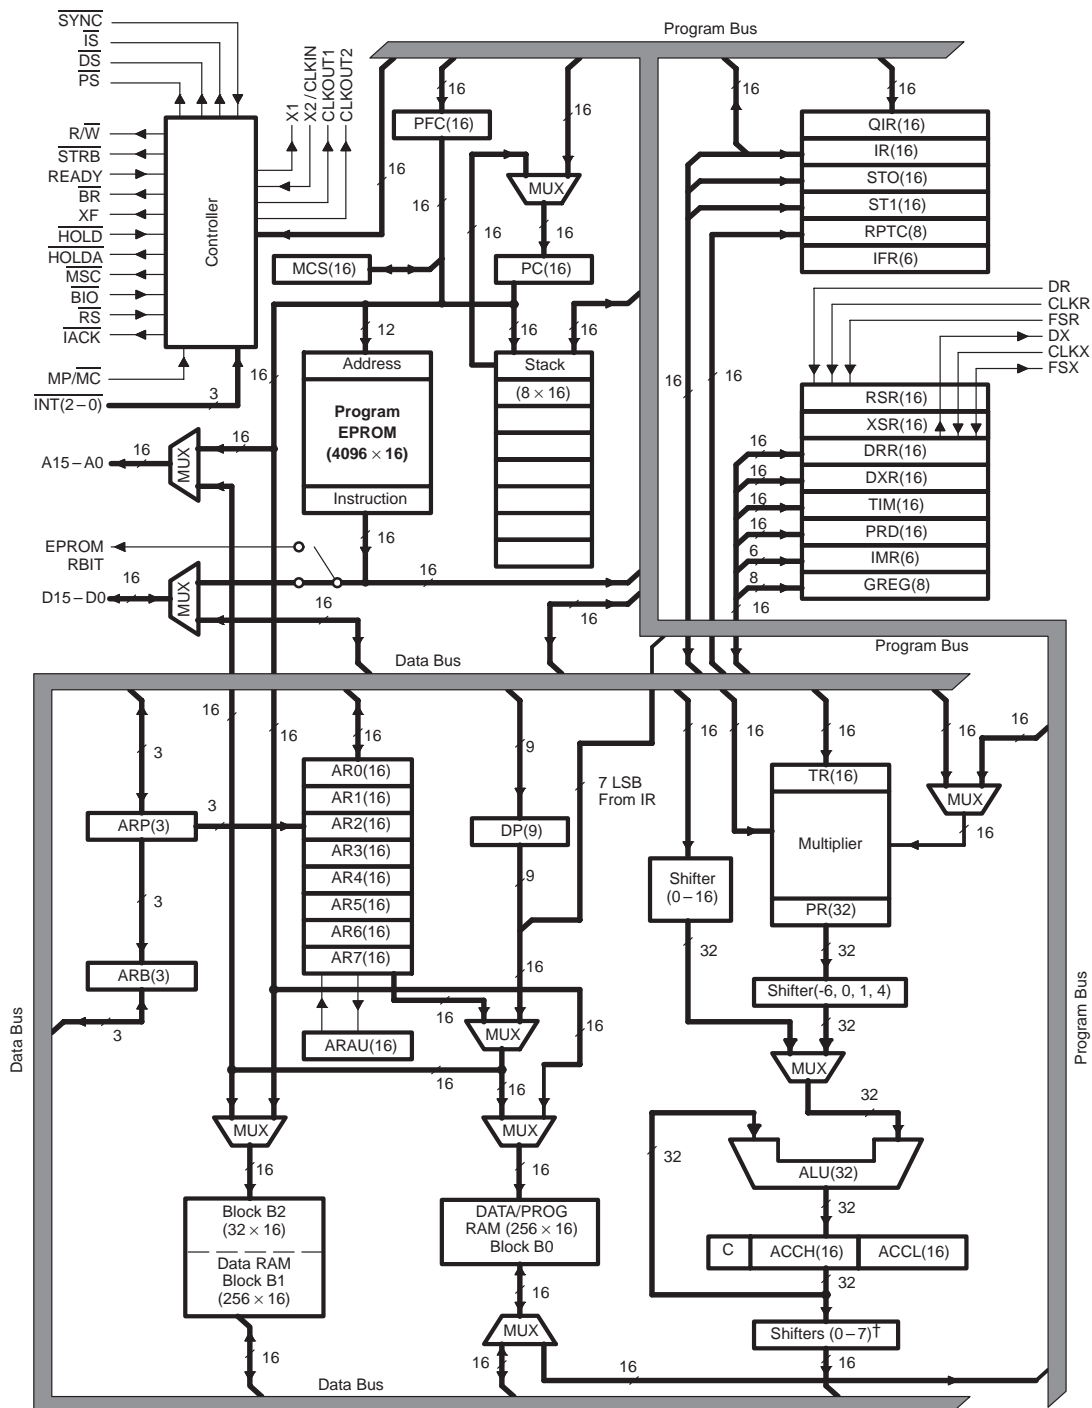 Program Bus
SYNC
IS
DS
PS
X1
X2/CLKIN
CLKOUT1
CLKOUT2
R/W
STRB
READY
BR
XF
HOLD
HOLDA
MSC
BIO
RS
IACK
MP/MC
INT(2–0)
3
Controller
16
16
16
PFC(16)
16
16
MCS(16)
MUX
16
16
PC(16)
16
16
16
QIR(16)
IR(16)
STO(16)
ST1(16)
RPTC(8)
IFR(6)
DR
CLKR
FSR
DX
CLKX
FSX
12
Address
Program
EPROM
(4096 × 16)
Instruction
16
16
Stack
(8 × 16)
16
16
RSR(16)
XSR(16)
DRR(16)
DXR(16)
TIM(16)
PRD(16)
IMR(6)
GREG(8)
16
16
16
16
6
8
16
A15–A0
16
MUX
16
EPROM
RBIT
D15–D0
16
MUX
16
16
16
16
Data Bus
Program Bus
16
16
3
16
9
7 LSB
From IR
16
16
16
16
16
ARP(3)
3
AR0(16)
AR1(16)
AR2(16)
AR3(16)
AR4(16)
AR5(16)
AR6(16)
AR7(16)
DP(9)
9
TR(16)
Multiplier
PR(32)
MUX
16
Shifter
(0–16)
32
32
3
ARB(3)
3
ARAU(16)
16
16
MUX
16
16
16
Shifter(-6, 0, 1, 4)
32
MUX
32
Data Bus
Program Bus
MUX
16
MUX
16
32
ALU(32)
32
Block B2
(32 × 16)
Data RAM
Block B1
(256 × 16)
DATA/PROG
RAM (256 × 16)
Block B0
16
MUX
C
ACCH(16)
ACCL(16)
32
Shifters (0–7)†
16
16
16
16
Data Bus